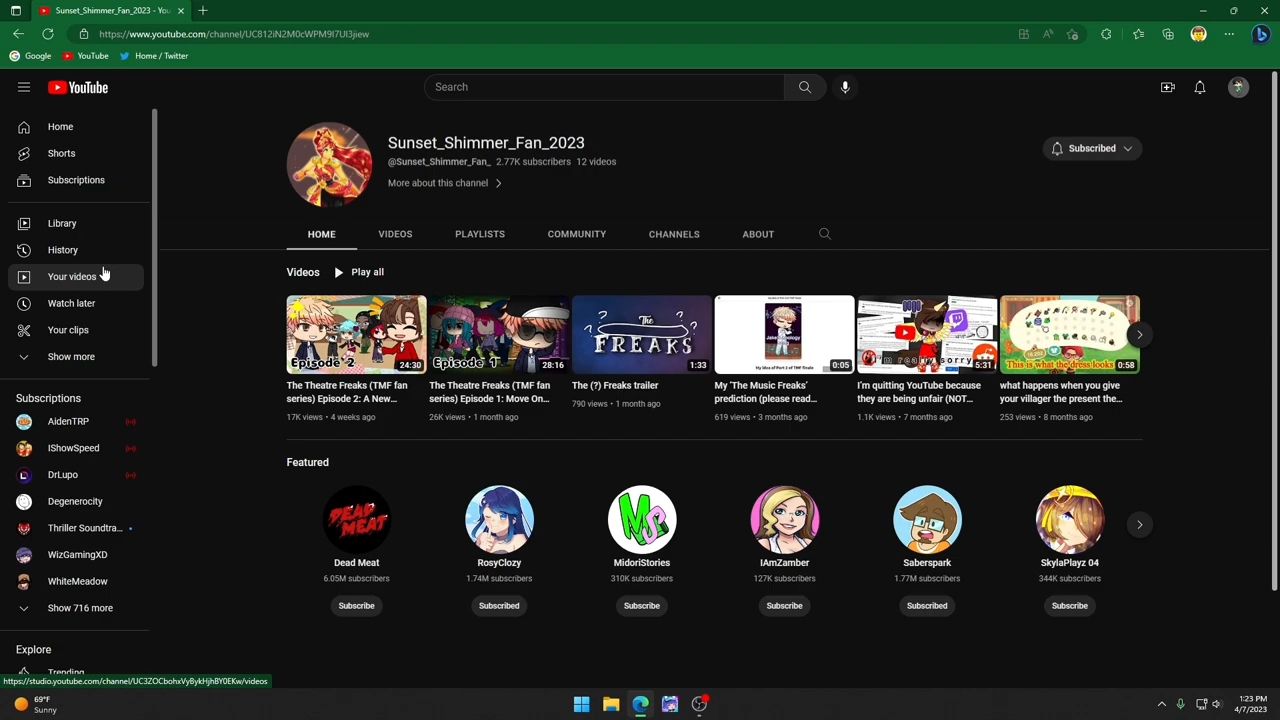 Sunset_Shimmer_Fan_2023 - You
https://www.youtube.com/channel/UC812iN2M0cWPM9I7UI3jiew
Google
YouTube
Home / Twitter
YouTube
Search
Home
Shorts
Subscriptions
Library
History
Your videos
Watch later
Your clips
Show more
Subscriptions
AidenTRP
IShowSpeed
DrLupo
Degenerocity
Thriller Soundtra...
WizGamingXD
WhiteMeadow
Show 716 more
Explore
Trending
Sunset_Shimmer_Fan_2023
@Sunset_Shimmer_Fan_ 2.77K subscribers 12 videos
More about this channel
Subscribed
HOME VIDEOS PLAYLISTS COMMUNITY CHANNELS ABOUT
Videos
Play all
Episode 2
24:30
The Theatre Freaks (TMF fan
series) Episode 2: A New...
17K views • 4 weeks ago
Episode 1
28:16
The Theatre Freaks (TMF fan
series) Episode 1: Move On...
26K views • 1 month ago
The
FREAKS
1:33
The (?) Freaks trailer
790 views • 1 month ago
0:05
My 'The Music Freaks'
prediction (please read...
619 views • 3 months ago
I'm really sorry
5:31
I'm quitting YouTube because
they are being unfair (NOT...
1.1K views • 7 months ago
This is what the dress looks
0:58
what happens when you give
your villager the present the...
253 views • 8 months ago
Featured
DEAD
MEAT
Dead Meat
6.05M subscribers
Subscribe
RosyClozy
1.74M subscribers
Subscribed
MidoriStories
310K subscribers
Subscribe
IAmZamber
127K subscribers
Subscribe
Saberspark
1.77M subscribers
Subscribed
SkylaPlayz 04
344K subscribers
Subscribe
https://studio.youtube.com/channel/UC3ZOCbohxVyBykHjhBY0EKw/videos
69°F
Sunny
1:23 PM
4/7/2023